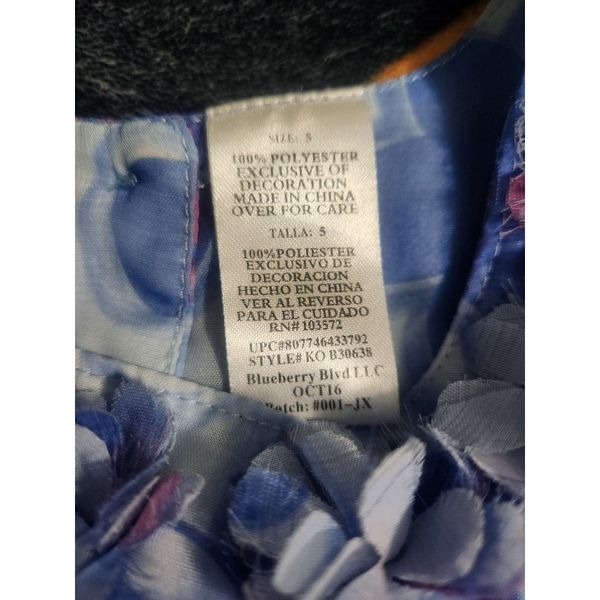 SIZE: S
100% POLYESTER
EXCLUSIVE OF
DECORATION
MADE IN CHINA
OVER FOR CARE
TALLA: S
100%POLIESTER
EXCLUSIVO DE
DECORACION
HECHO EN CHINA
VER AL REVERSO
PARA EL CUIDADO
RN# 103572
UPC#807746433792
STYLE# KO B30638
Blueberry Blvd LLC
OCT16
Batch: #001-JX